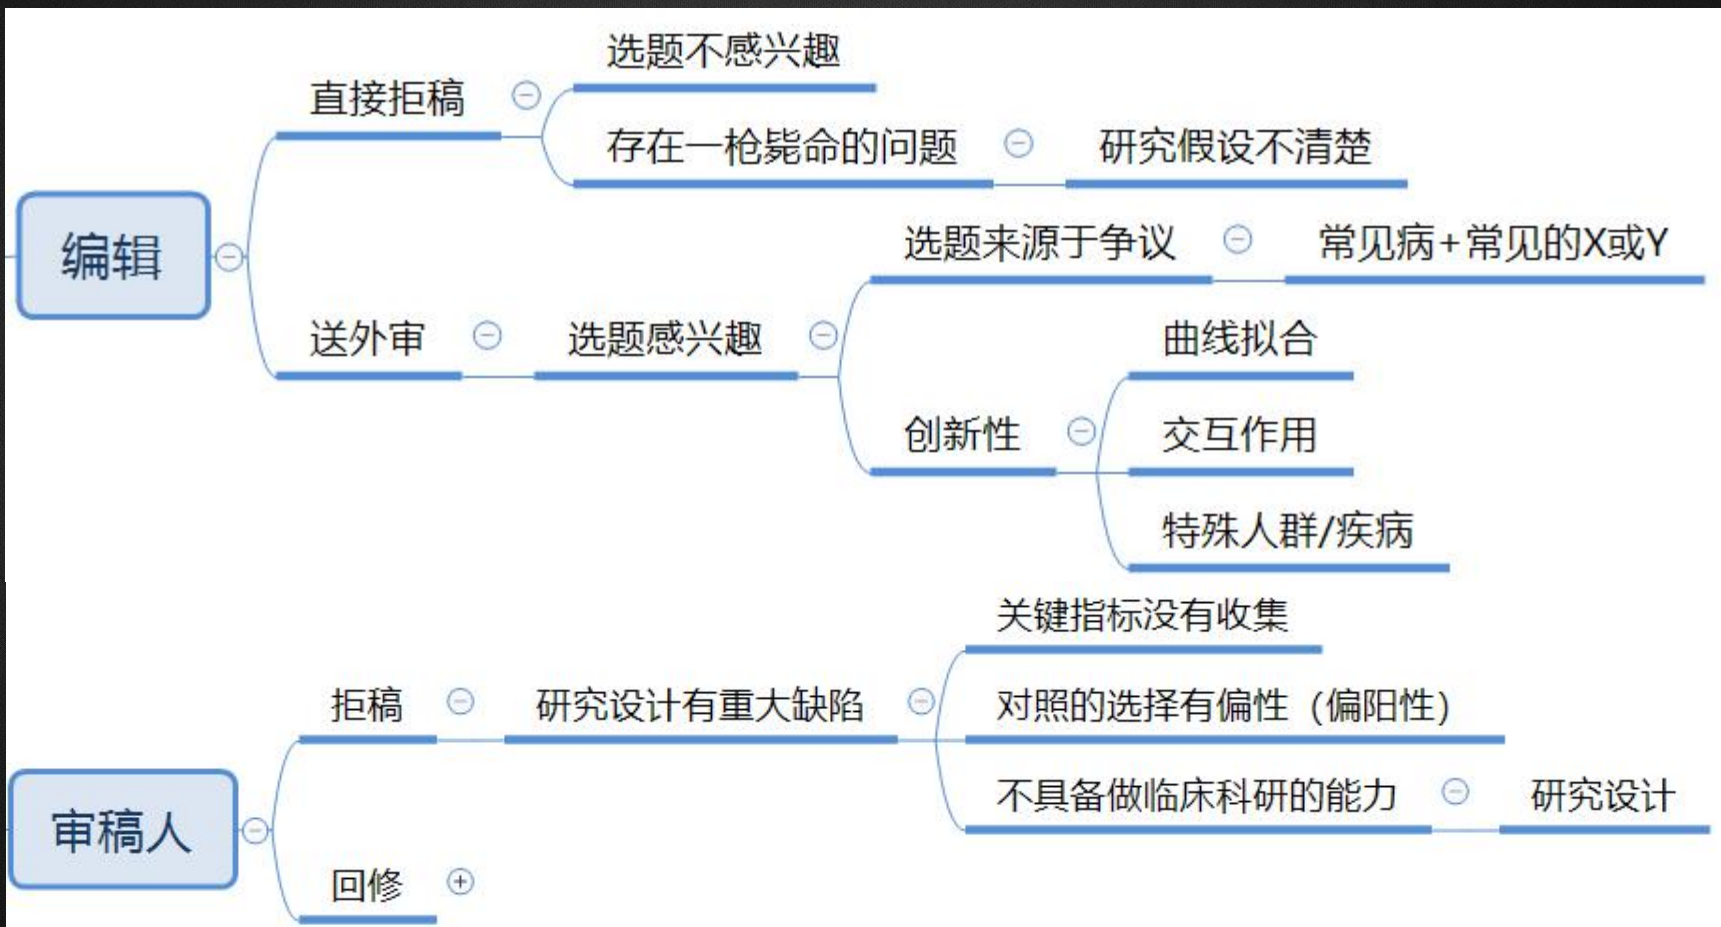 编辑
直接拒稿
选题不感兴趣
存在一枪毙命的问题
研究假设不清楚
送外审
选题感兴趣
选题来源于争议
常见病+常见的X或Y
创新性
曲线拟合
交互作用
特殊人群/疾病
审稿人
拒稿
研究设计有重大缺陷
关键指标没有收集
对照的选择有偏性（偏阳性）
不具备做临床科研的能力
研究设计
回修